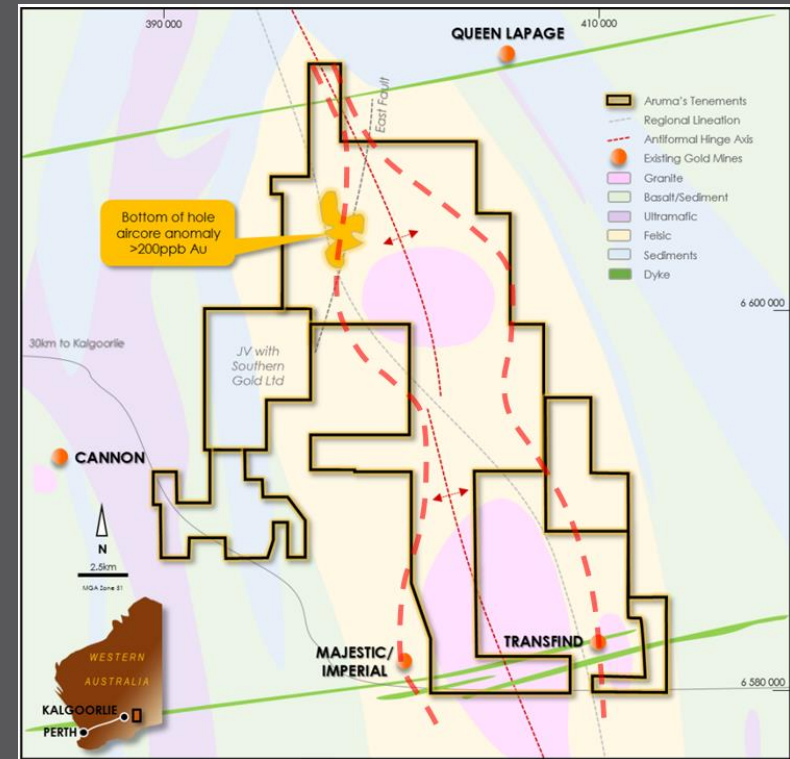 390 000
410 000
QUEEN LAPAGE
East Fault
Aruma's Tenements
Regional Lineation
Antiformal Hinge Axis
Existing Gold Mines
Granite
Basalt/Sediment
Ultramafic
Felsic
Sediments
Dyke
Bottom of hole
aircore anomaly
>200ppb Au
6 600 000
30km to Kalgoorlie
JV with
Southern
Gold Ltd
CANNON
N
2.5km
MGA Zone 51
WESTERN
AUSTRALIA
KALGOORLIE
PERTH
MAJESTIC/
IMPERIAL
TRANSFIND
6 580 000